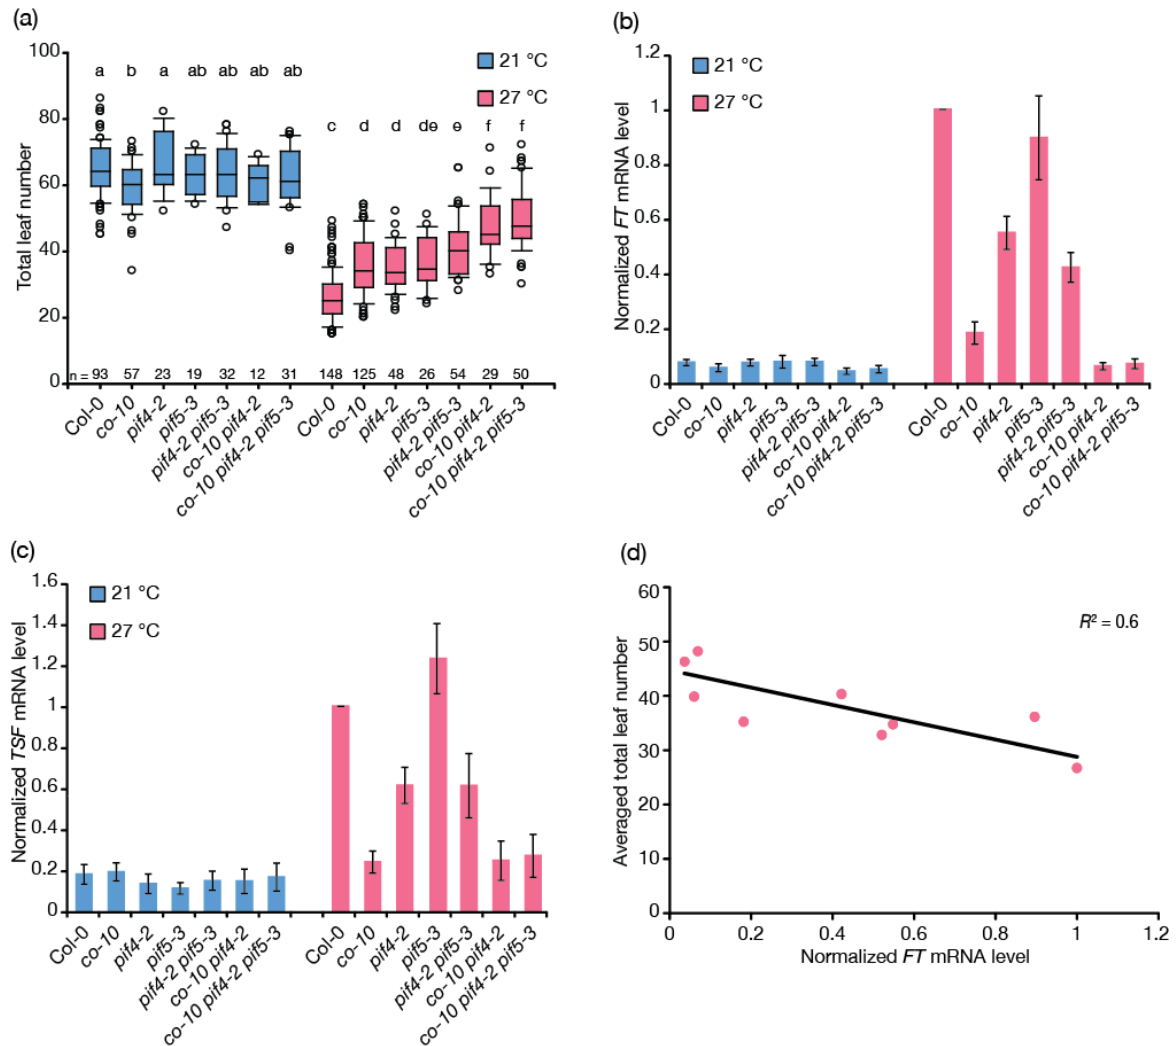 (a)
100
80
60
40
20
0
Total leaf number
21 °C
27 °C
a b a ab ab ab ab
c d d de e f f
n = 93 57 23 19 32 12 31 148 125 48 26 54 29 50
Col-0
co-10
pif4-2
pif5-3
pif4-2 pif5-3
co-10 pif4-2
co-10 pif4-2 pif5-3
Col-0
co-10
pif4-2
pif5-3
pif4-2 pif5-3
co-10 pif4-2
co-10 pif4-2 pif5-3
(b)
1.2
1
0.8
0.6
0.4
0.2
0
Normalized FT mRNA level
21 °C
27 °C
Col-0
co-10
pif4-2
pif5-3
pif4-2 pif5-3
co-10 pif4-2
co-10 pif4-2 pif5-3
Col-0
co-10
pif4-2
pif5-3
pif4-2 pif5-3
co-10 pif4-2
co-10 pif4-2 pif5-3
(c)
1.6
1.4
1.2
1
0.8
0.6
0.4
0.2
0
Normalized TSF mRNA level
21 °C
27 °C
Col-0
co-10
pif4-2
pif5-3
pif4-2 pif5-3
co-10 pif4-2
co-10 pif4-2 pif5-3
Col-0
co-10
pif4-2
pif5-3
pif4-2 pif5-3
co-10 pif4-2
co-10 pif4-2 pif5-3
(d)
60
50
40
30
20
10
0
Averaged total leaf number
R² = 0.6
0 0.2 0.4 0.6 0.8 1 1.2
Normalized FT mRNA level